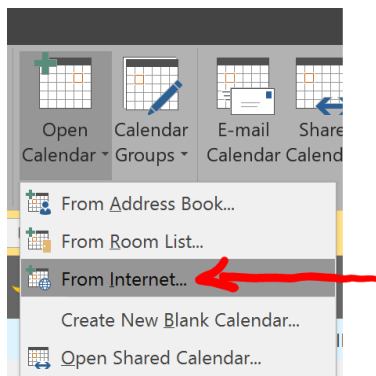 Open Calendar E-mail Share
Calendar Groups Calendar Calend
From Address Book...
From Room List...
From Internet...
Create New Blank Calendar...
Open Shared Calendar...